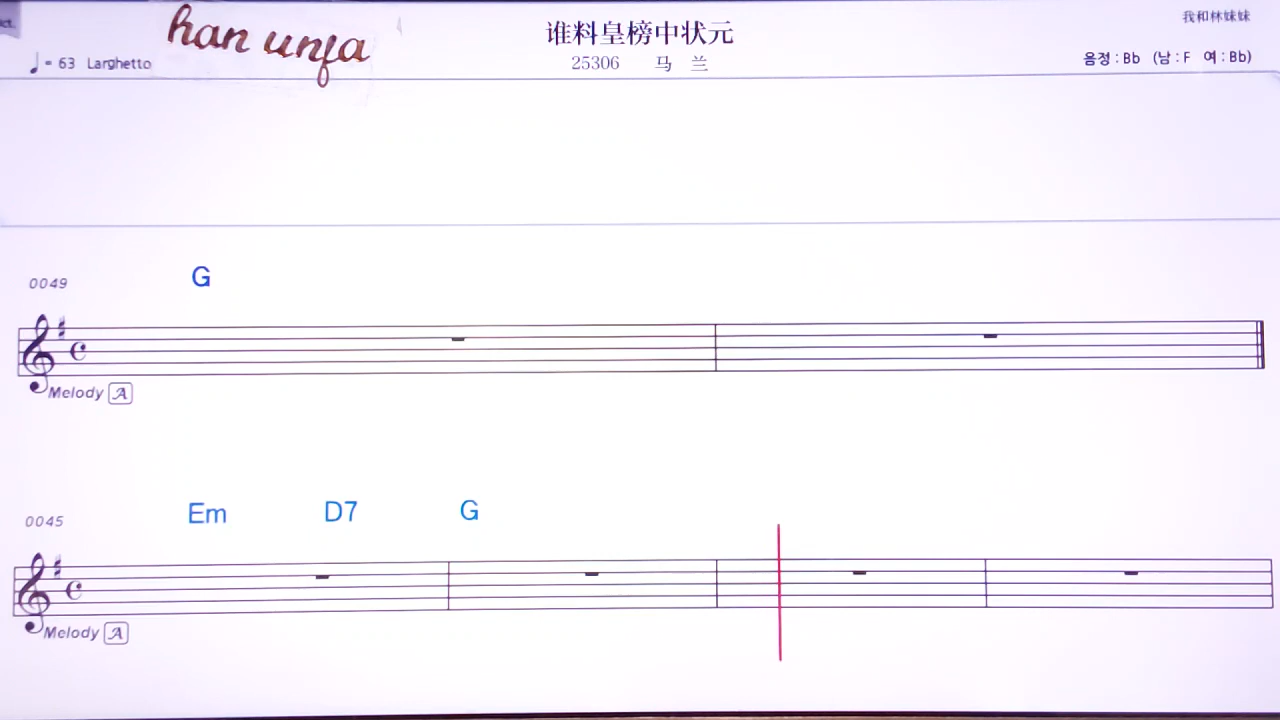 han unfa
谁料皇榜中状元
我和林妹妹
♩= 63 Larghetto
25306 马 兰
음정 : Bb (남 : F 여 : Bb)
0049
G
Melody A
0045
Em D7 G
Melody A